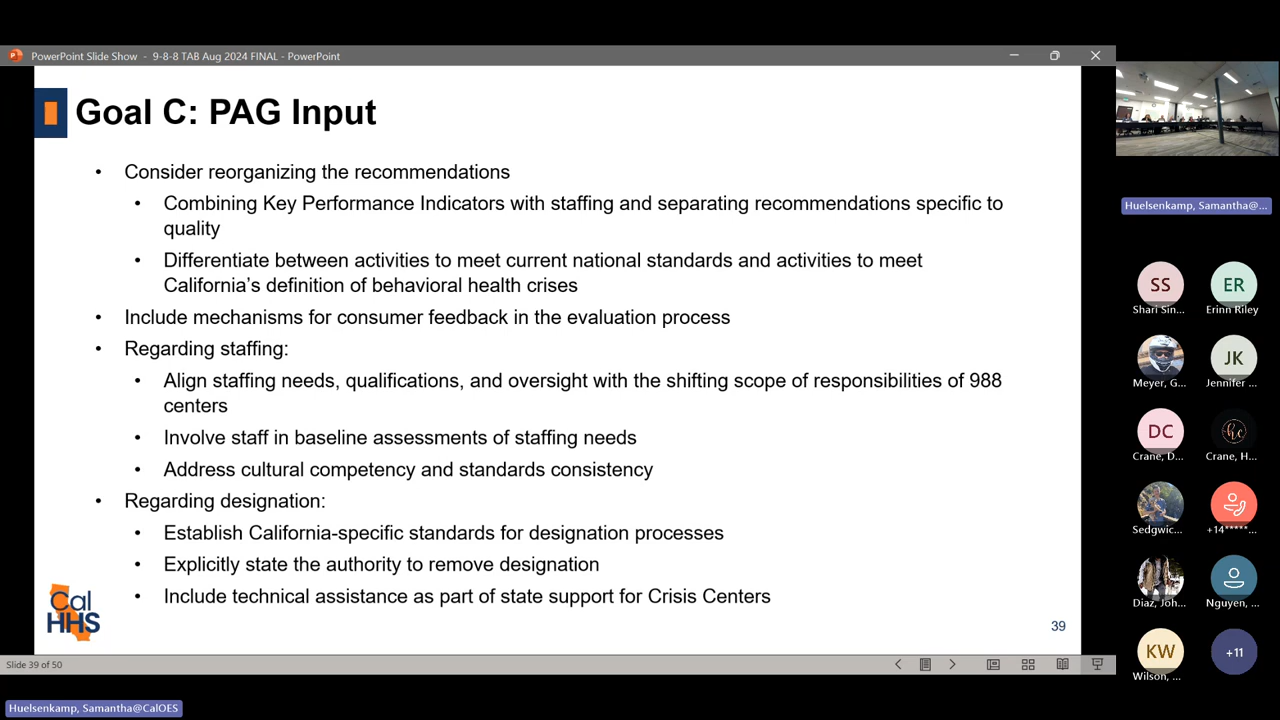 PowerPoint Slide Show - 9-8-8 TAB Aug 2024 FINAL - PowerPoint
Goal C: PAG Input
• Consider reorganizing the recommendations
• Combining Key Performance Indicators with staffing and separating recommendations specific to
quality
• Differentiate between activities to meet current national standards and activities to meet
California's definition of behavioral health crises
• Include mechanisms for consumer feedback in the evaluation process
• Regarding staffing:
• Align staffing needs, qualifications, and oversight with the shifting scope of responsibilities of 988
centers
• Involve staff in baseline assessments of staffing needs
• Address cultural competency and standards consistency
• Regarding designation:
• Establish California-specific standards for designation processes
• Explicitly state the authority to remove designation
• Include technical assistance as part of state support for Crisis Centers
Cal
HHS
39
Slide 39 of 50
Huelsenkamp, Samantha@CalOES
Huelsenkamp, Samantha@...
SS
Shari Sin...
ER
Erinn Riley
Meyer, G...
JK
Jennifer ...
DC
Crane, D...
hc
Crane, H...
Sedgwic...
+14*****...
Diaz, Joh...
Nguyen, ...
KW
Wilson, ...
+11